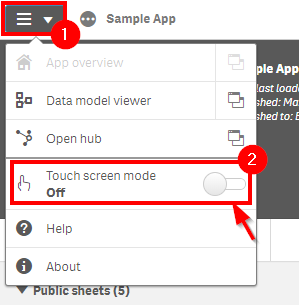 1
Sample App
App overview
ple App
Data model viewer
last loade
shed: Ma
shed to: E
Open hub
2
Touch screen mode
Off
Help
About
Public sheets (5)